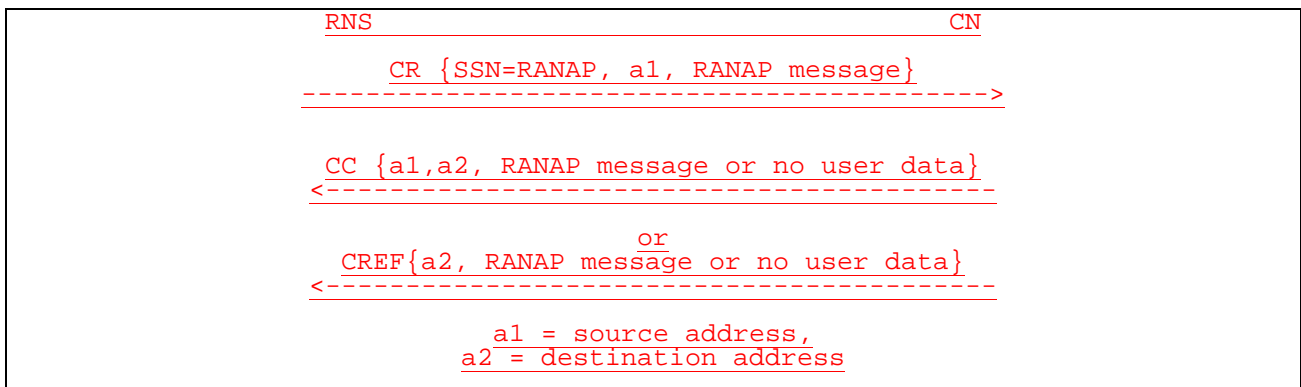 RNS CN
CR {SSN=RANAP, a1, RANAP message}
------------------------------------------->
CC {a1,a2, RANAP message or no user data}
<------------------------------------------
or
CREF{a2, RANAP message or no user data}
<------------------------------------------
a1 = source address,
a2 = destination address